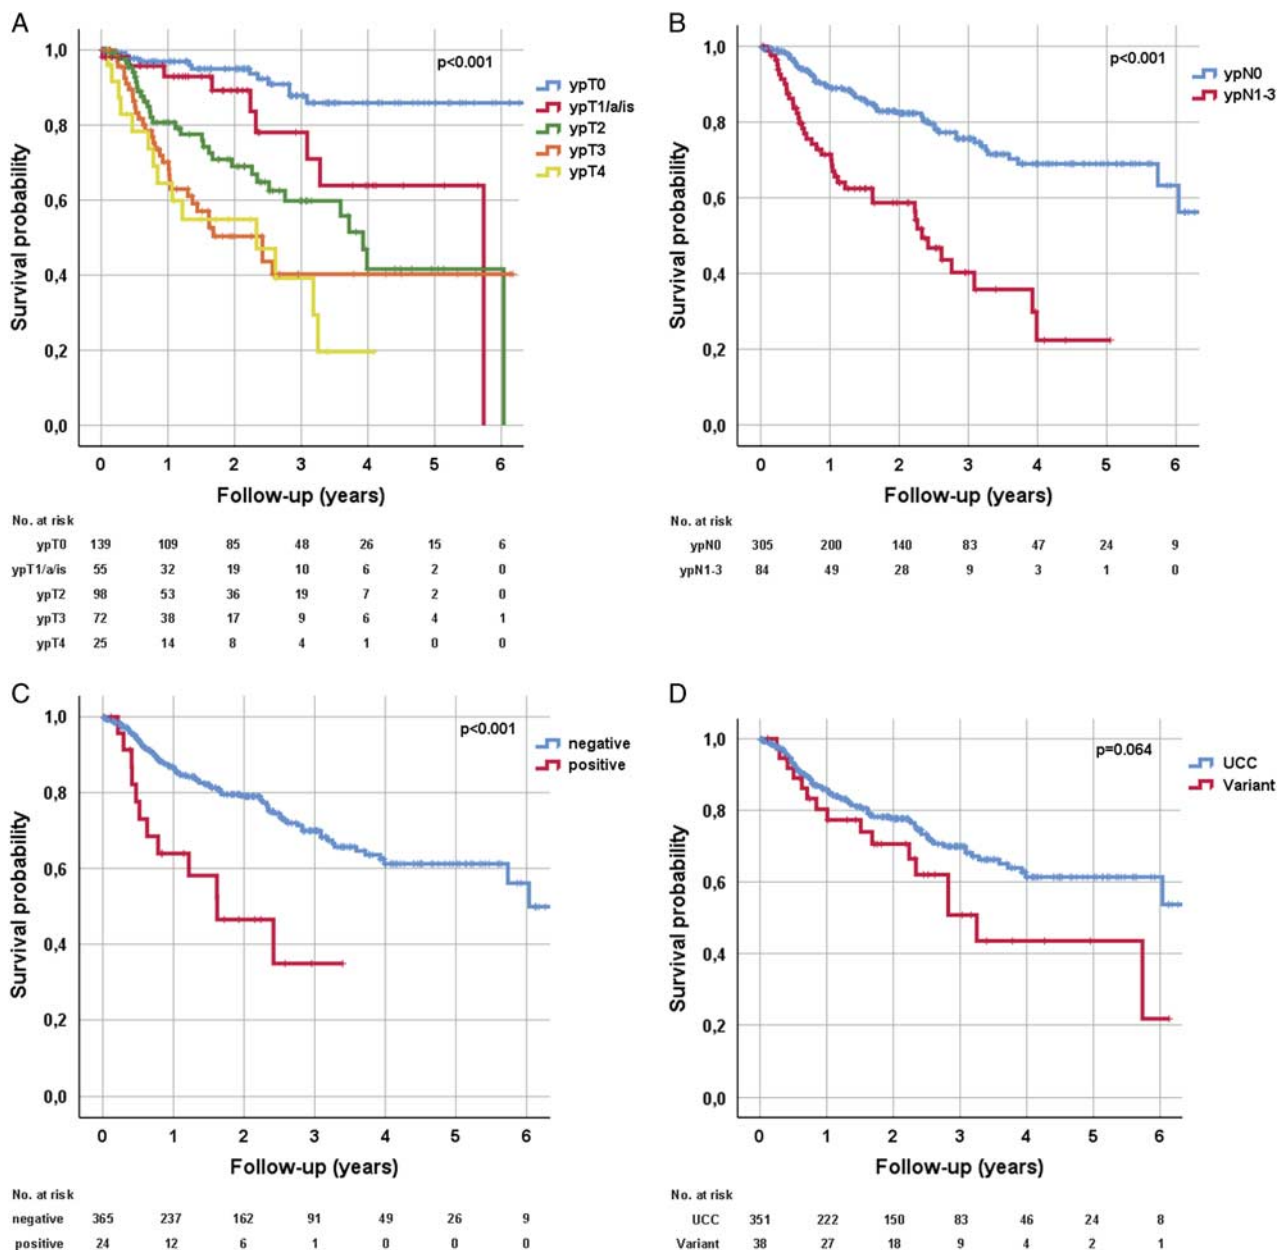 A
p<0.001
ypT0
ypT1/a/is
ypT2
ypT3
ypT4
Survival probability
1,0
0,8
0,6
0,4
0,2
0,0
0 1 2 3 4 5 6
Follow-up (years)
No. at risk
ypT0 139 109 85 48 26 15 6
ypT1/a/is 55 32 19 10 6 2 0
ypT2 98 53 36 19 7 2 0
ypT3 72 38 17 9 6 4 1
ypT4 25 14 8 4 1 0 0
B
p<0.001
ypN0
ypN1-3
Survival probability
1,0
0,8
0,6
0,4
0,2
0,0
0 1 2 3 4 5 6
Follow-up (years)
No. at risk
ypN0 305 200 140 83 47 24 9
ypN1-3 84 49 28 9 3 1 0
C
p<0.001
negative
positive
Survival probability
1,0
0,8
0,6
0,4
0,2
0,0
0 1 2 3 4 5 6
Follow-up (years)
No. at risk
negative 365 237 162 91 49 26 9
positive 24 12 6 1 0 0 0
D
p=0.064
UCC
Variant
Survival probability
1,0
0,8
0,6
0,4
0,2
0,0
0 1 2 3 4 5 6
Follow-up (years)
No. at risk
UCC 351 222 150 83 46 24 8
Variant 38 27 18 9 4 2 1